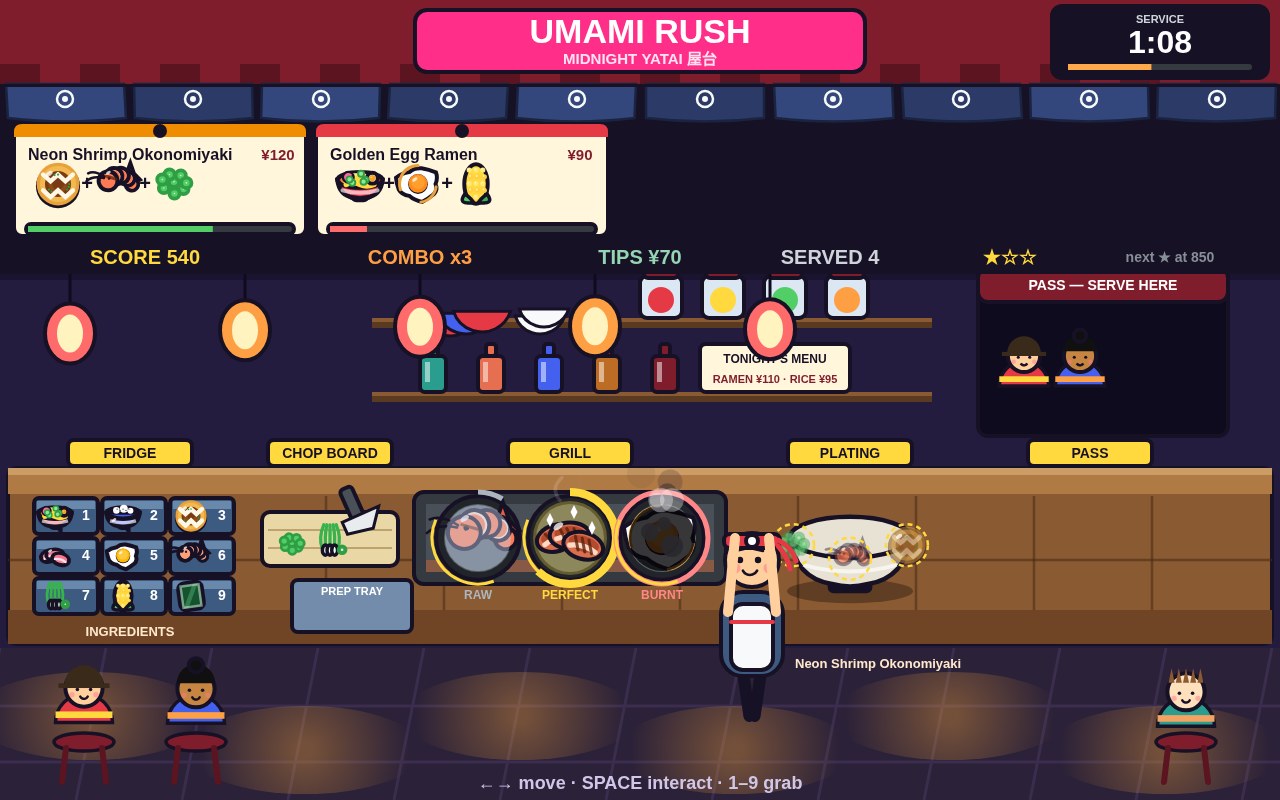 UMAMI RUSH
MIDNIGHT YATAI 屋台
SERVICE
1:08
Neon Shrimp Okonomiyaki ¥120
+ +
Golden Egg Ramen ¥90
+ +
SCORE 540
COMBO x3
TIPS ¥70
SERVED 4
★☆☆
next ★ at 850
PASS — SERVE HERE
TONIGHT'S MENU
RAMEN ¥110 · RICE ¥95
FRIDGE
CHOP BOARD
GRILL
PLATING
PASS
1
2
3
4
5
6
7
8
9
INGREDIENTS
PREP TRAY
RAW
PERFECT
BURNT
Neon Shrimp Okonomiyaki
←→ move · SPACE interact · 1–9 grab